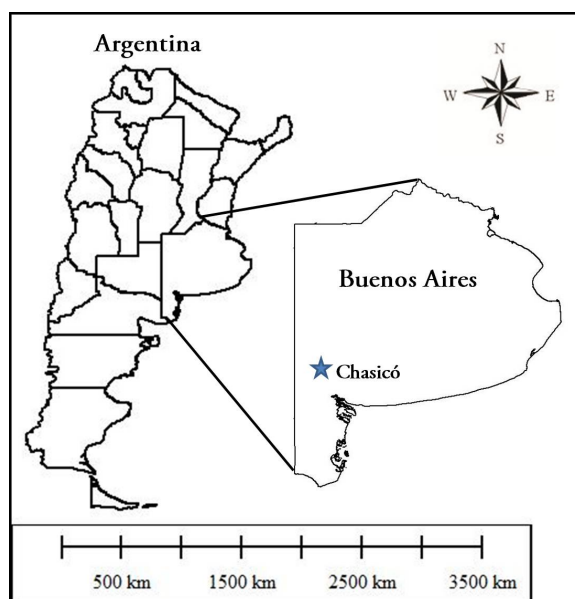 Argentina
N
W E
S
Buenos Aires
Chasicó
500 km 1500 km 2500 km 3500 km